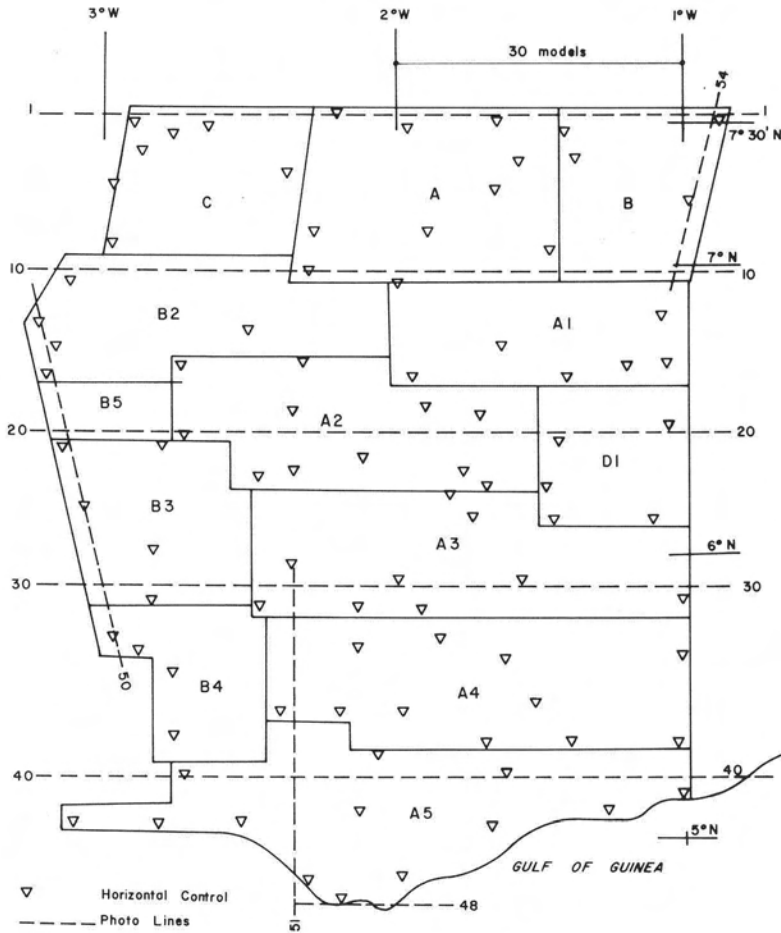 3° W 2° W 1° W
30 models
54
1 1
7° 30' N
C A B
7° N
10 10
B2 A1
B5
20 A2 20
D1
B3
A3 6° N
30 30
50
B4 A4
40 40
A5
5° N
GULF OF GUINEA
▽ Horizontal Control
48
Photo Lines
51